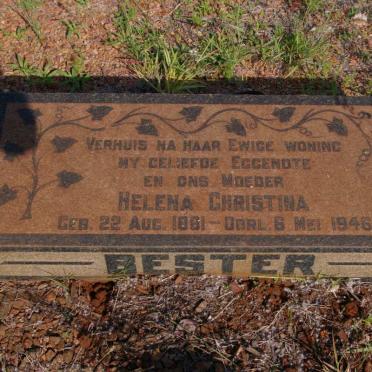 VERHUIS NA HAAR EWIGE WONING
MY GELIEFDE EGGENOTE
EN ONS MOEDER
HELENA CHRISTINA
GEB. 22 AUG. 1861 - OORL. 6 MEI 1946
BESTER